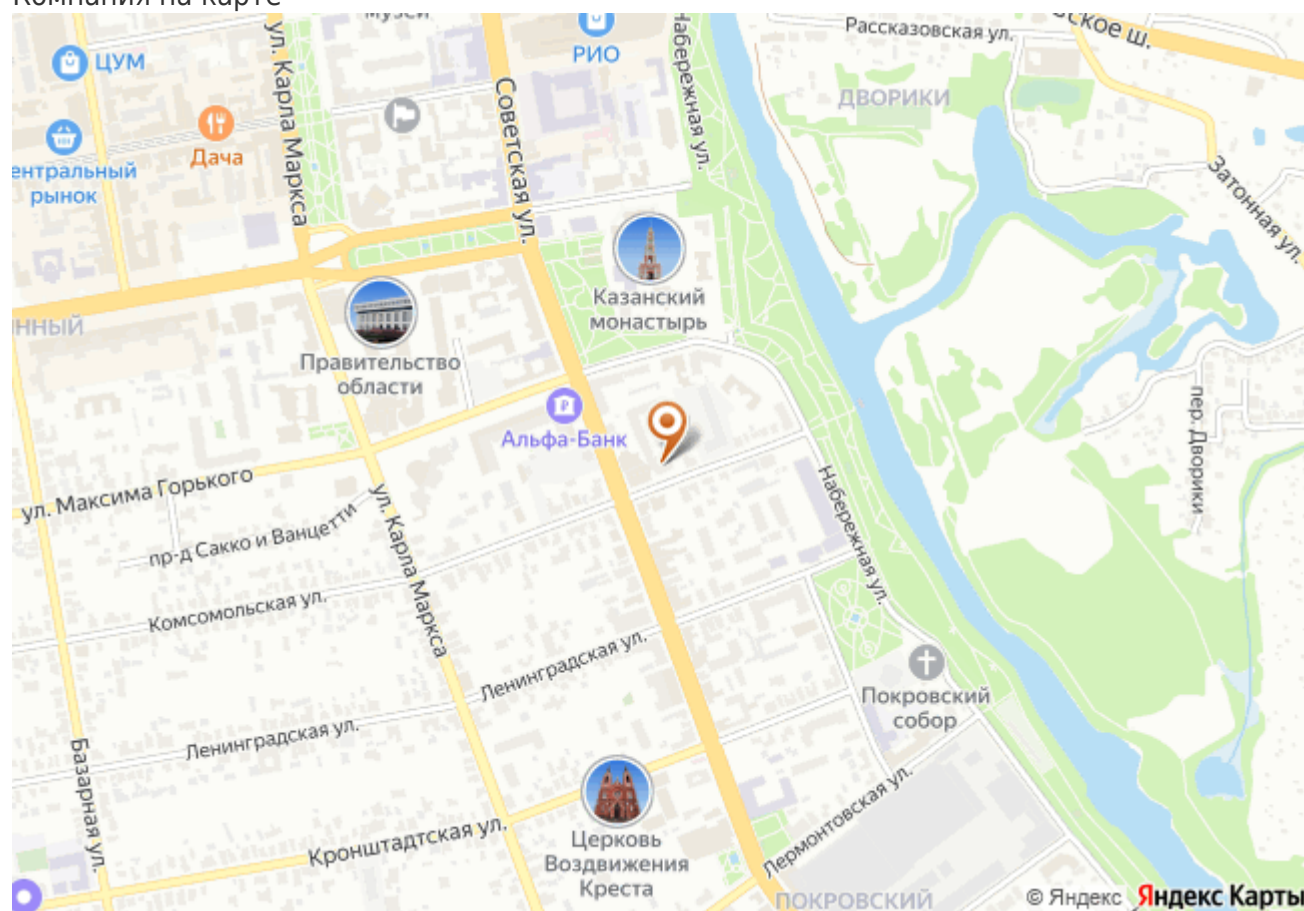 Компания на карте
Музей
РИО
Рассказовская ул.
ское ш.
ЦУМ
ул. Карла Маркса
Советская ул.
Набережная ул.
ДВОРИКИ
Дача
ентральный
рынок
Затонная ул.
Казанский
монастырь
нный
Правительство
области
Альфа-Банк
пер. Дворики
ул. Максима Горького
пр-д Сакко и Ванцетти
ул. Карла Маркса
Набережная ул.
Комсомольская ул.
Ленинградская ул.
Покровский
собор
Ленинградская ул.
Базарная ул.
Кронштадтская ул.
Церковь
Воздвижения
Креста
Лермонтовская ул.
ПОКРОВСКИЙ
© Яндекс Яндекс Карты